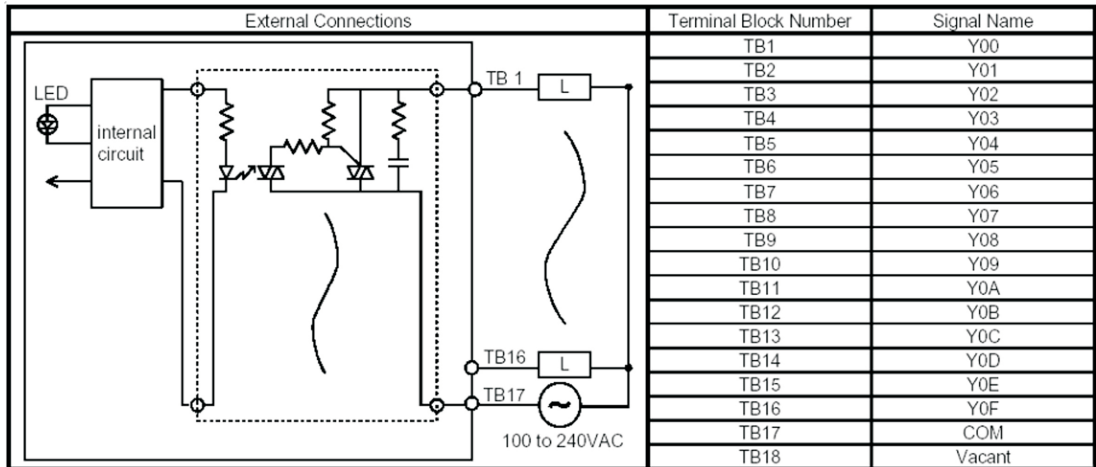 External Connections
Terminal Block Number Signal Name
LED
internal
circuit
TB 1
L
TB16
L
TB17
~
100 to 240VAC
TB1 Y00
TB2 Y01
TB3 Y02
TB4 Y03
TB5 Y04
TB6 Y05
TB7 Y06
TB8 Y07
TB9 Y08
TB10 Y09
TB11 Y0A
TB12 Y0B
TB13 Y0C
TB14 Y0D
TB15 Y0E
TB16 Y0F
TB17 COM
TB18 Vacant